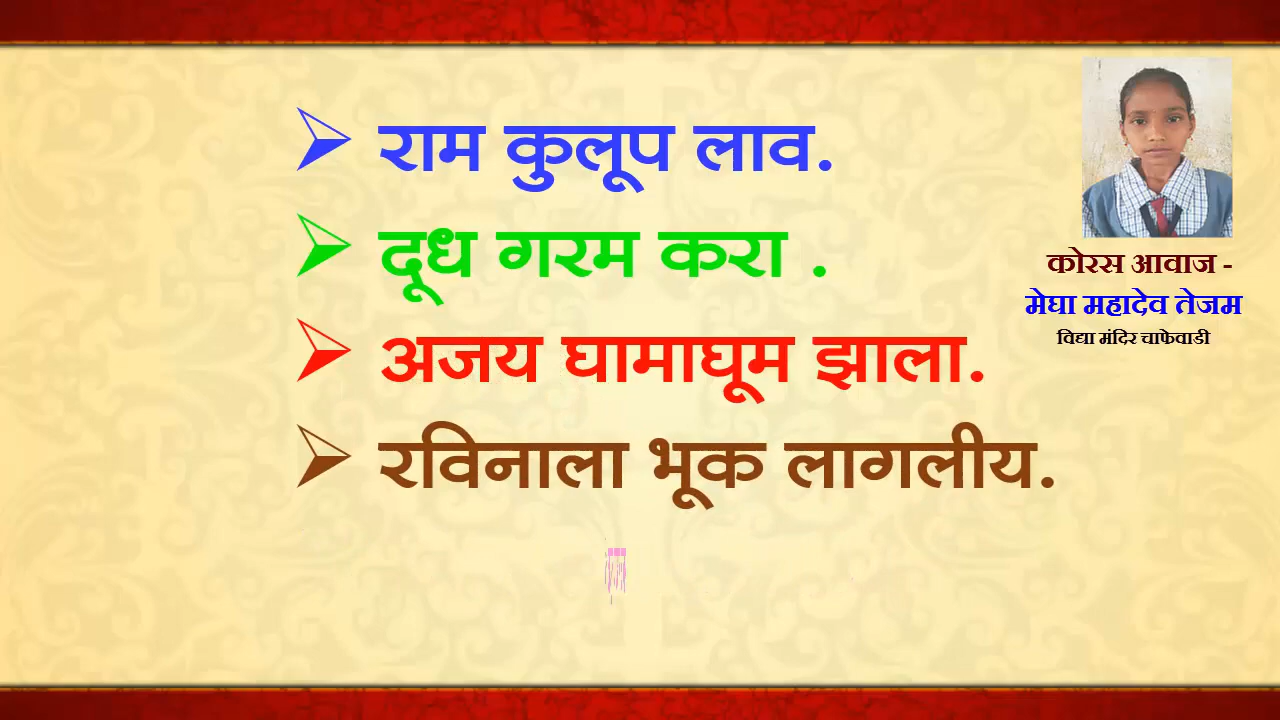 राम कुलूप लाव.
दूध गरम करा .
अजय घामाघूम झाला.
रविनाला भूक लागलीय.
कोरस आवाज -
मेघा महादेव तेजम
विद्या मंदिर चाफेवाडी